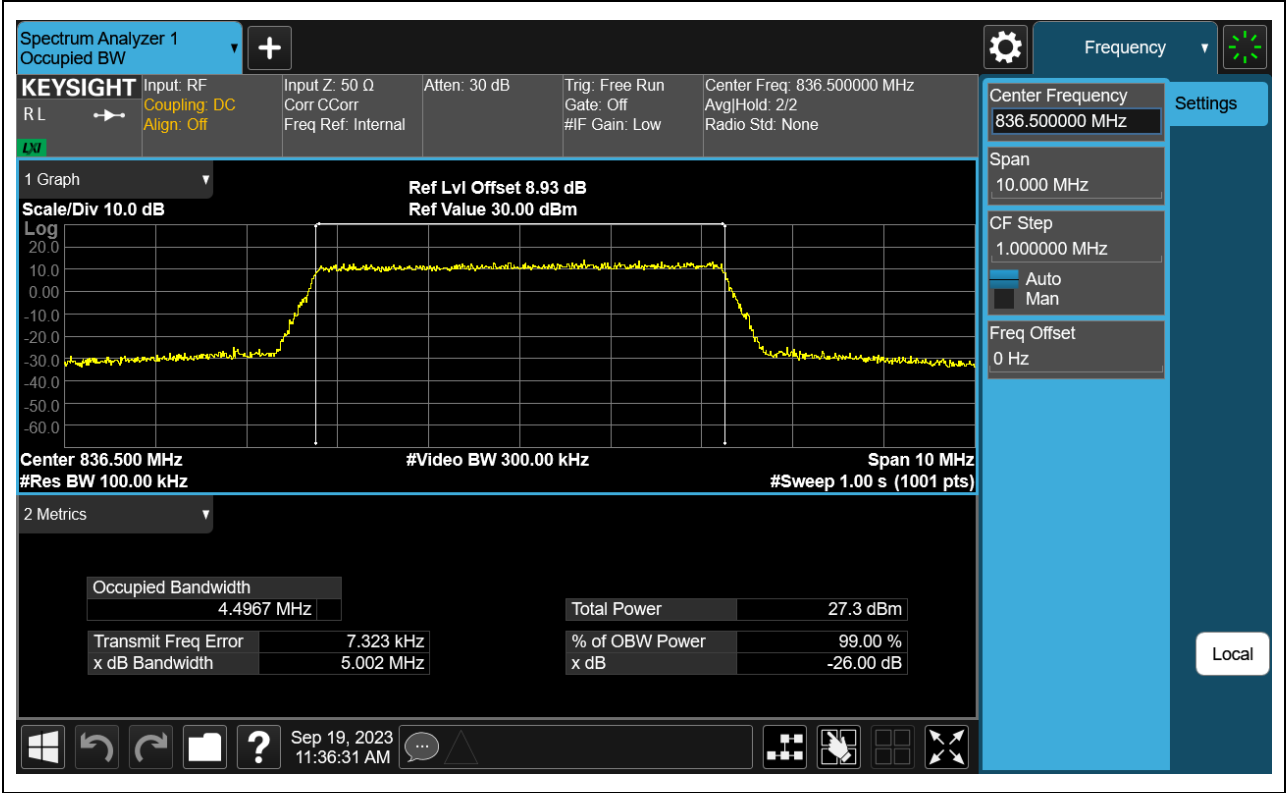 Spectrum Analyzer 1
Occupied BW
+
Frequency
KEYSIGHT
R L
LXI
Input: RF
Coupling: DC
Align: Off
Input Z: 50 Ω
Corr CCorr
Freq Ref: Internal
Atten: 30 dB
Trig: Free Run
Gate: Off
#IF Gain: Low
Center Freq: 836.500000 MHz
Avg|Hold: 2/2
Radio Std: None
Center Frequency
836.500000 MHz
Settings
Span
10.000 MHz
CF Step
1.000000 MHz
Auto
Man
Freq Offset
0 Hz
Local
1 Graph
Scale/Div 10.0 dB
Ref Lvl Offset 8.93 dB
Ref Value 30.00 dBm
Log
20.0
10.0
0.00
-10.0
-20.0
-30.0
-40.0
-50.0
-60.0
Center 836.500 MHz
#Video BW 300.00 kHz
Span 10 MHz
#Res BW 100.00 kHz
#Sweep 1.00 s (1001 pts)
2 Metrics
Occupied Bandwidth
4.4967 MHz
Total Power 27.3 dBm
Transmit Freq Error 7.323 kHz
% of OBW Power 99.00 %
x dB Bandwidth 5.002 MHz
x dB -26.00 dB
?
Sep 19, 2023
11:36:31 AM